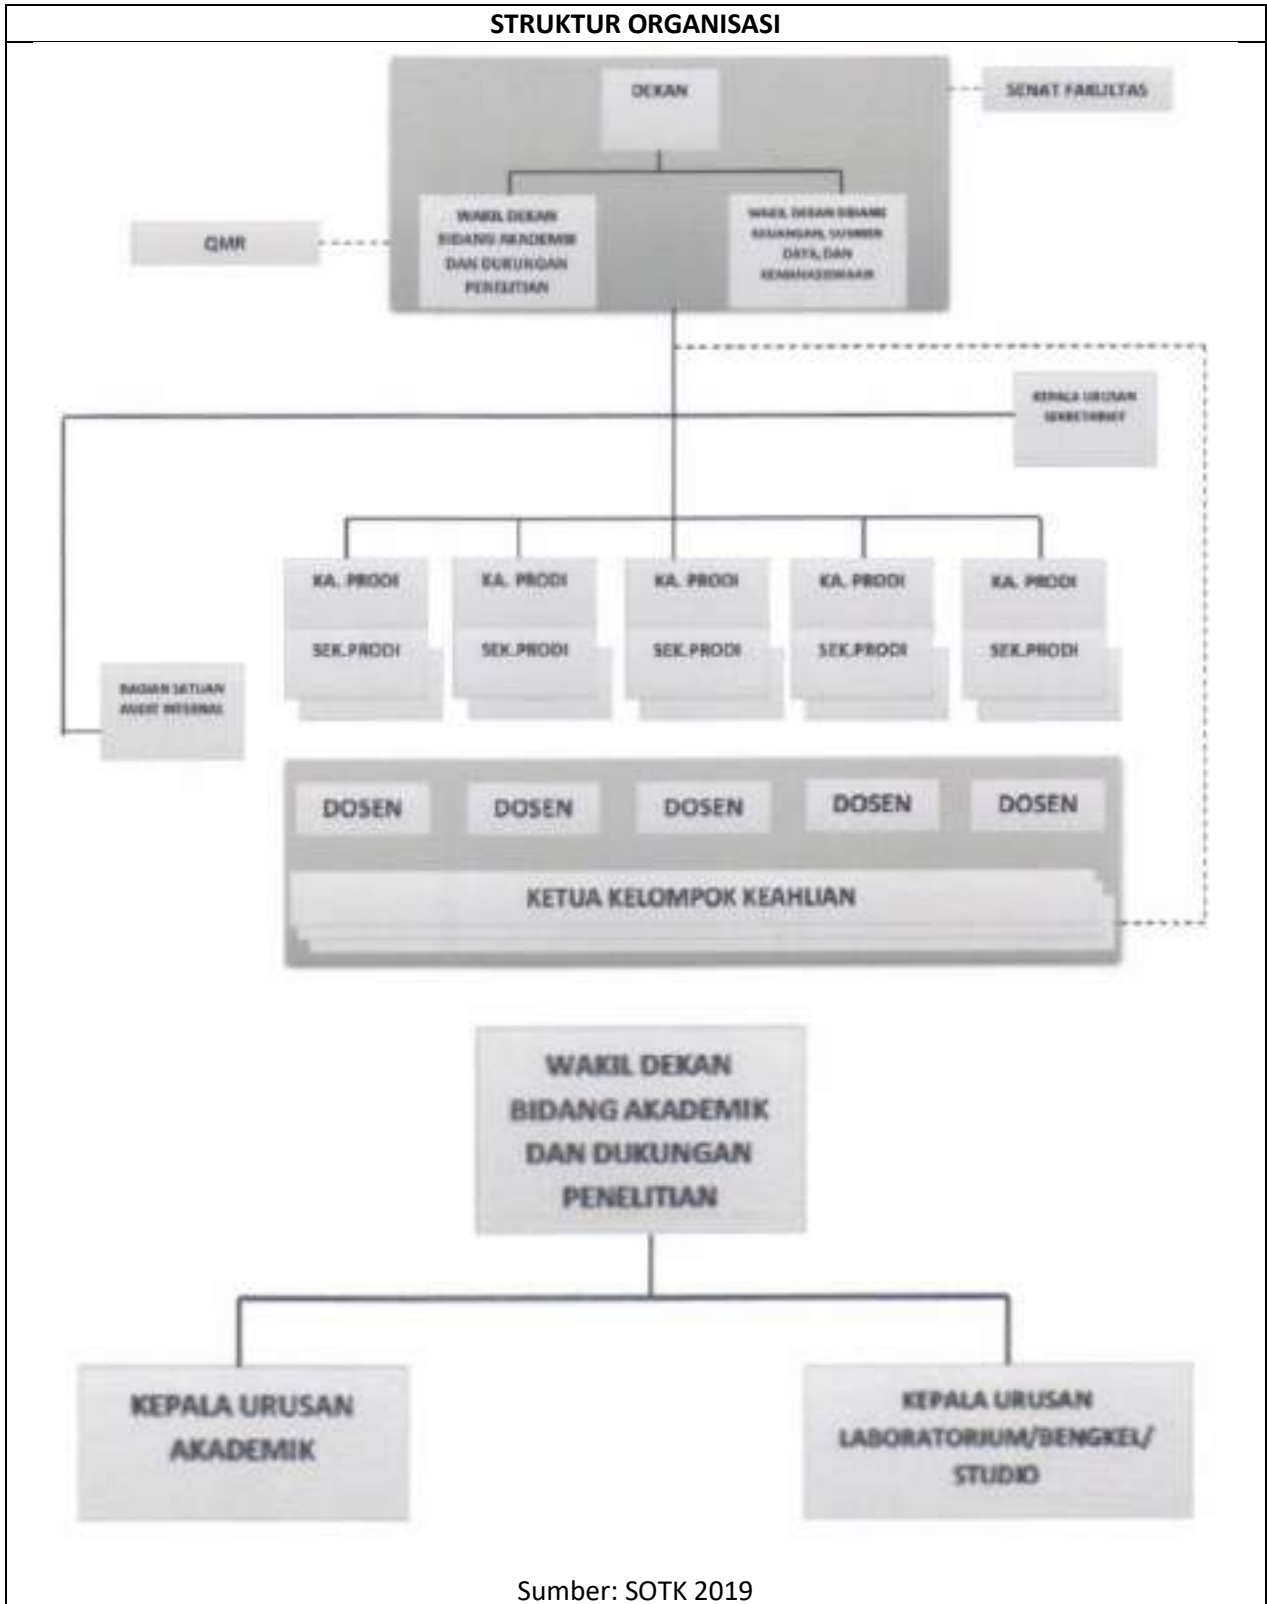 STRUKTUR ORGANISASI
DEKAN
SENAT FAKULTAS
WAKIL DEKAN
BIDANG AKADEMIK
DAN DUKUNGAN
PENELITIAN
WAKIL DEKAN BIDANG
KEUANGAN, SUMBER
DAYA, DAN
KEMAHASISWAAN
QMR
KEPALA URUSAN
SEKRETARIAT
KA. PRODI
KA. PRODI
KA. PRODI
KA. PRODI
KA. PRODI
SEK.PRODI
SEK.PRODI
SEK.PRODI
SEK.PRODI
SEK.PRODI
BAGIAN SATUAN
AUDIT INTERNAL
DOSEN
DOSEN
DOSEN
DOSEN
DOSEN
KETUA KELOMPOK KEAHLIAN
WAKIL DEKAN
BIDANG AKADEMIK
DAN DUKUNGAN
PENELITIAN
KEPALA URUSAN
AKADEMIK
KEPALA URUSAN
LABORATORIUM/BENGKEL/
STUDIO
Sumber: SOTK 2019